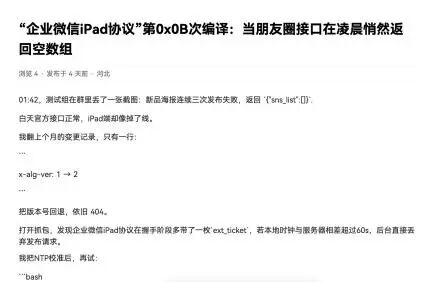 “企业微信iPad协议”第0x0B次编译：当朋友圈接口在凌晨悄然返
回空数组
浏览 4 · 发布于 4 天前 · 河北
01:42，测试组在群里丢了一张截图：新品海报连续三次发布失败，返回 `{"sns_list":[]}`.
白天官方接口正常，iPad端却像掉了线。
我翻上个月的变更记录，只有一行：
```
x-alg-ver: 1 → 2
```
把版本号回退，依旧 404。
打开抓包，发现企业微信iPad协议在握手阶段多带了一枚`ext_ticket`，若本地时钟与服务器相差超过60s，后台直接丢
弃发布请求。
我把NTP校准后，再试：
```bash